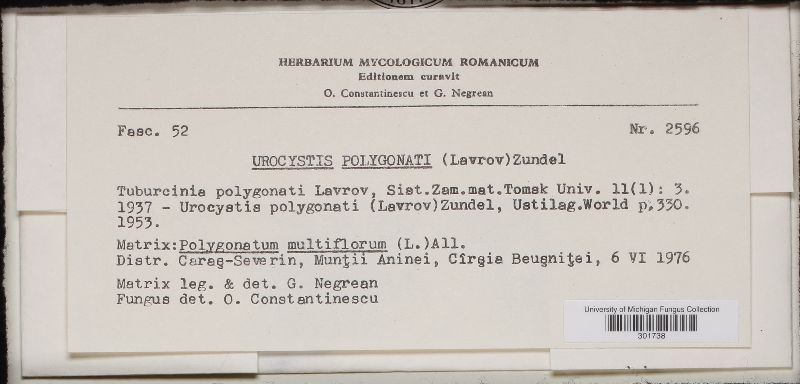 HERBARIUM MYCOLOGICUM ROMANICUM
Editionem curavit
O. Constantinescu et G. Negrean
Fasc. 52
Nr. 2596
UROCYSTIS POLYGONATI (Lavrov)Zundel
Tuburcinia polygonati Lavrov, Sist.Zam.mat.Tomsk Univ. 11(1): 3.
1937 - Urocystis polygonati (Lavrov)Zundel, Ustilag.World p.330.
1953.
Matrix:Polygonatum multiflorum (L.)All.
Distr. Caraş-Severin, Munţii Aninei, Cîrşia Beuşniţei, 6 VI 1976
Matrix leg. & det. G. Negrean
Fungus det. O. Constantinescu
University of Michigan Fungus Collection
301738